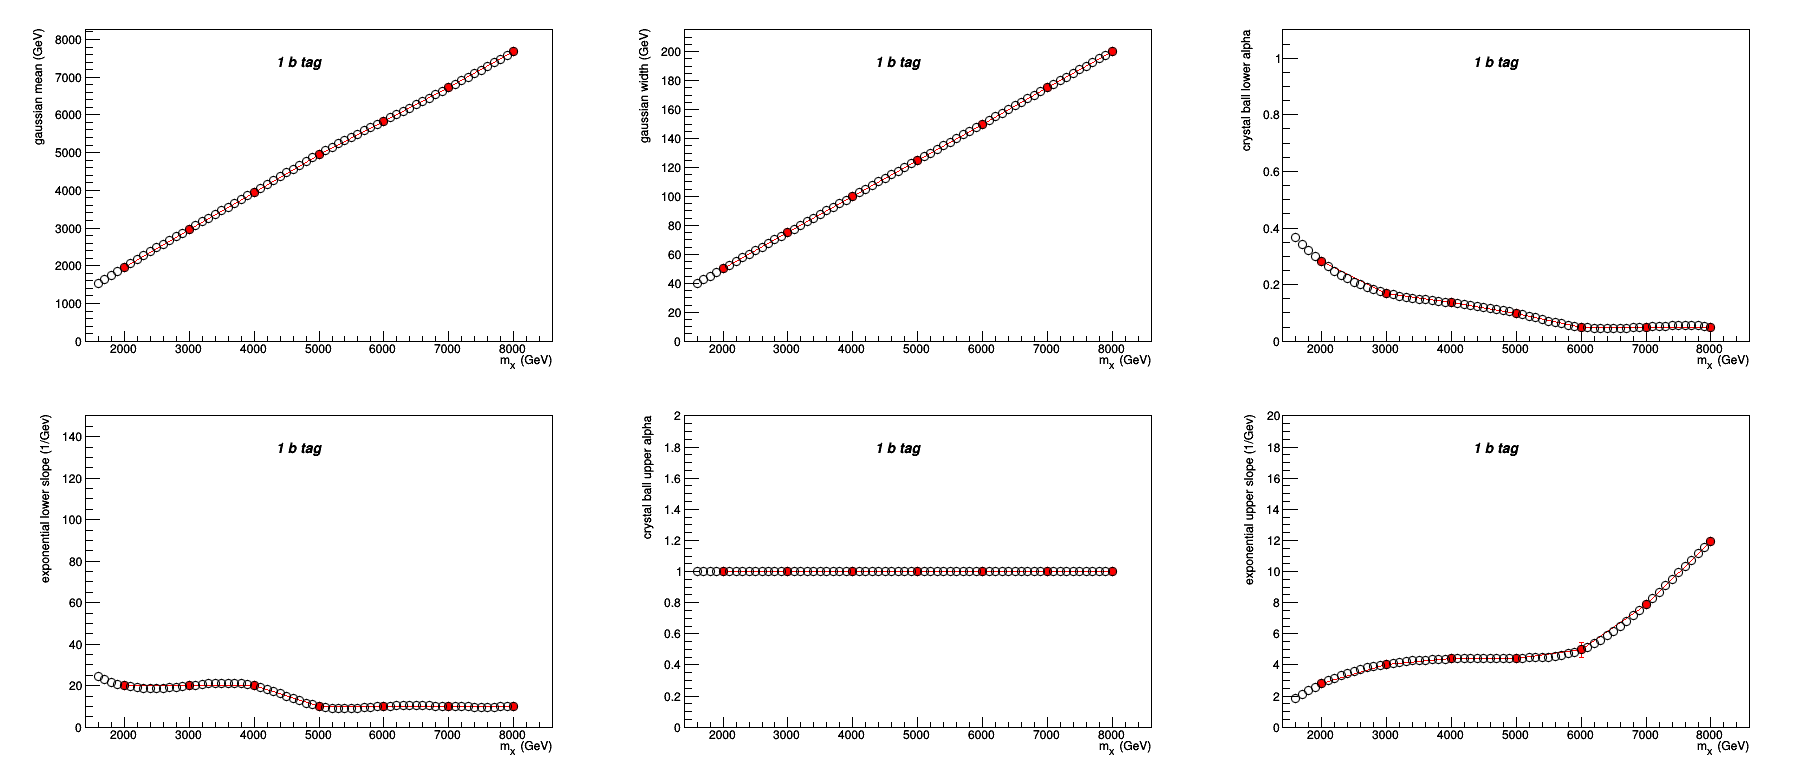 gaussian mean (GeV)
8000
7000
6000
5000
4000
3000
2000
1000
0
1 b tag
2000 3000 4000 5000 6000 7000 8000
m_x (GeV)
gaussian width (GeV)
200
180
160
140
120
100
80
60
40
20
0
1 b tag
2000 3000 4000 5000 6000 7000 8000
m_x (GeV)
crystal ball lower alpha
1
0.8
0.6
0.4
0.2
0
1 b tag
2000 3000 4000 5000 6000 7000 8000
m_x (GeV)
exponential lower slope (1/Gev)
140
120
100
80
60
40
20
0
1 b tag
2000 3000 4000 5000 6000 7000 8000
m_x (GeV)
crystal ball upper alpha
2
1.8
1.6
1.4
1.2
1
0.8
0.6
0.4
0.2
0
1 b tag
2000 3000 4000 5000 6000 7000 8000
m_x (GeV)
exponential upper slope (1/Gev)
20
18
16
14
12
10
8
6
4
2
0
1 b tag
2000 3000 4000 5000 6000 7000 8000
m_x (GeV)